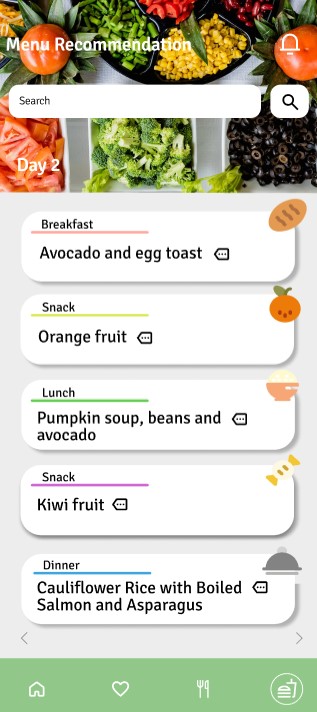 Menu Recommendation
Search
Day 2
Breakfast
Avocado and egg toast
Snack
Orange fruit
Lunch
Pumpkin soup, beans and
avocado
Snack
Kiwi fruit
Dinner
Cauliflower Rice with Boiled
Salmon and Asparagus